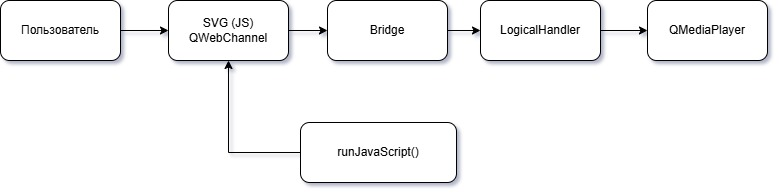 Пользователь
SVG (JS)
QWebChannel
Bridge
LogicalHandler
QMediaPlayer
runJavaScript()